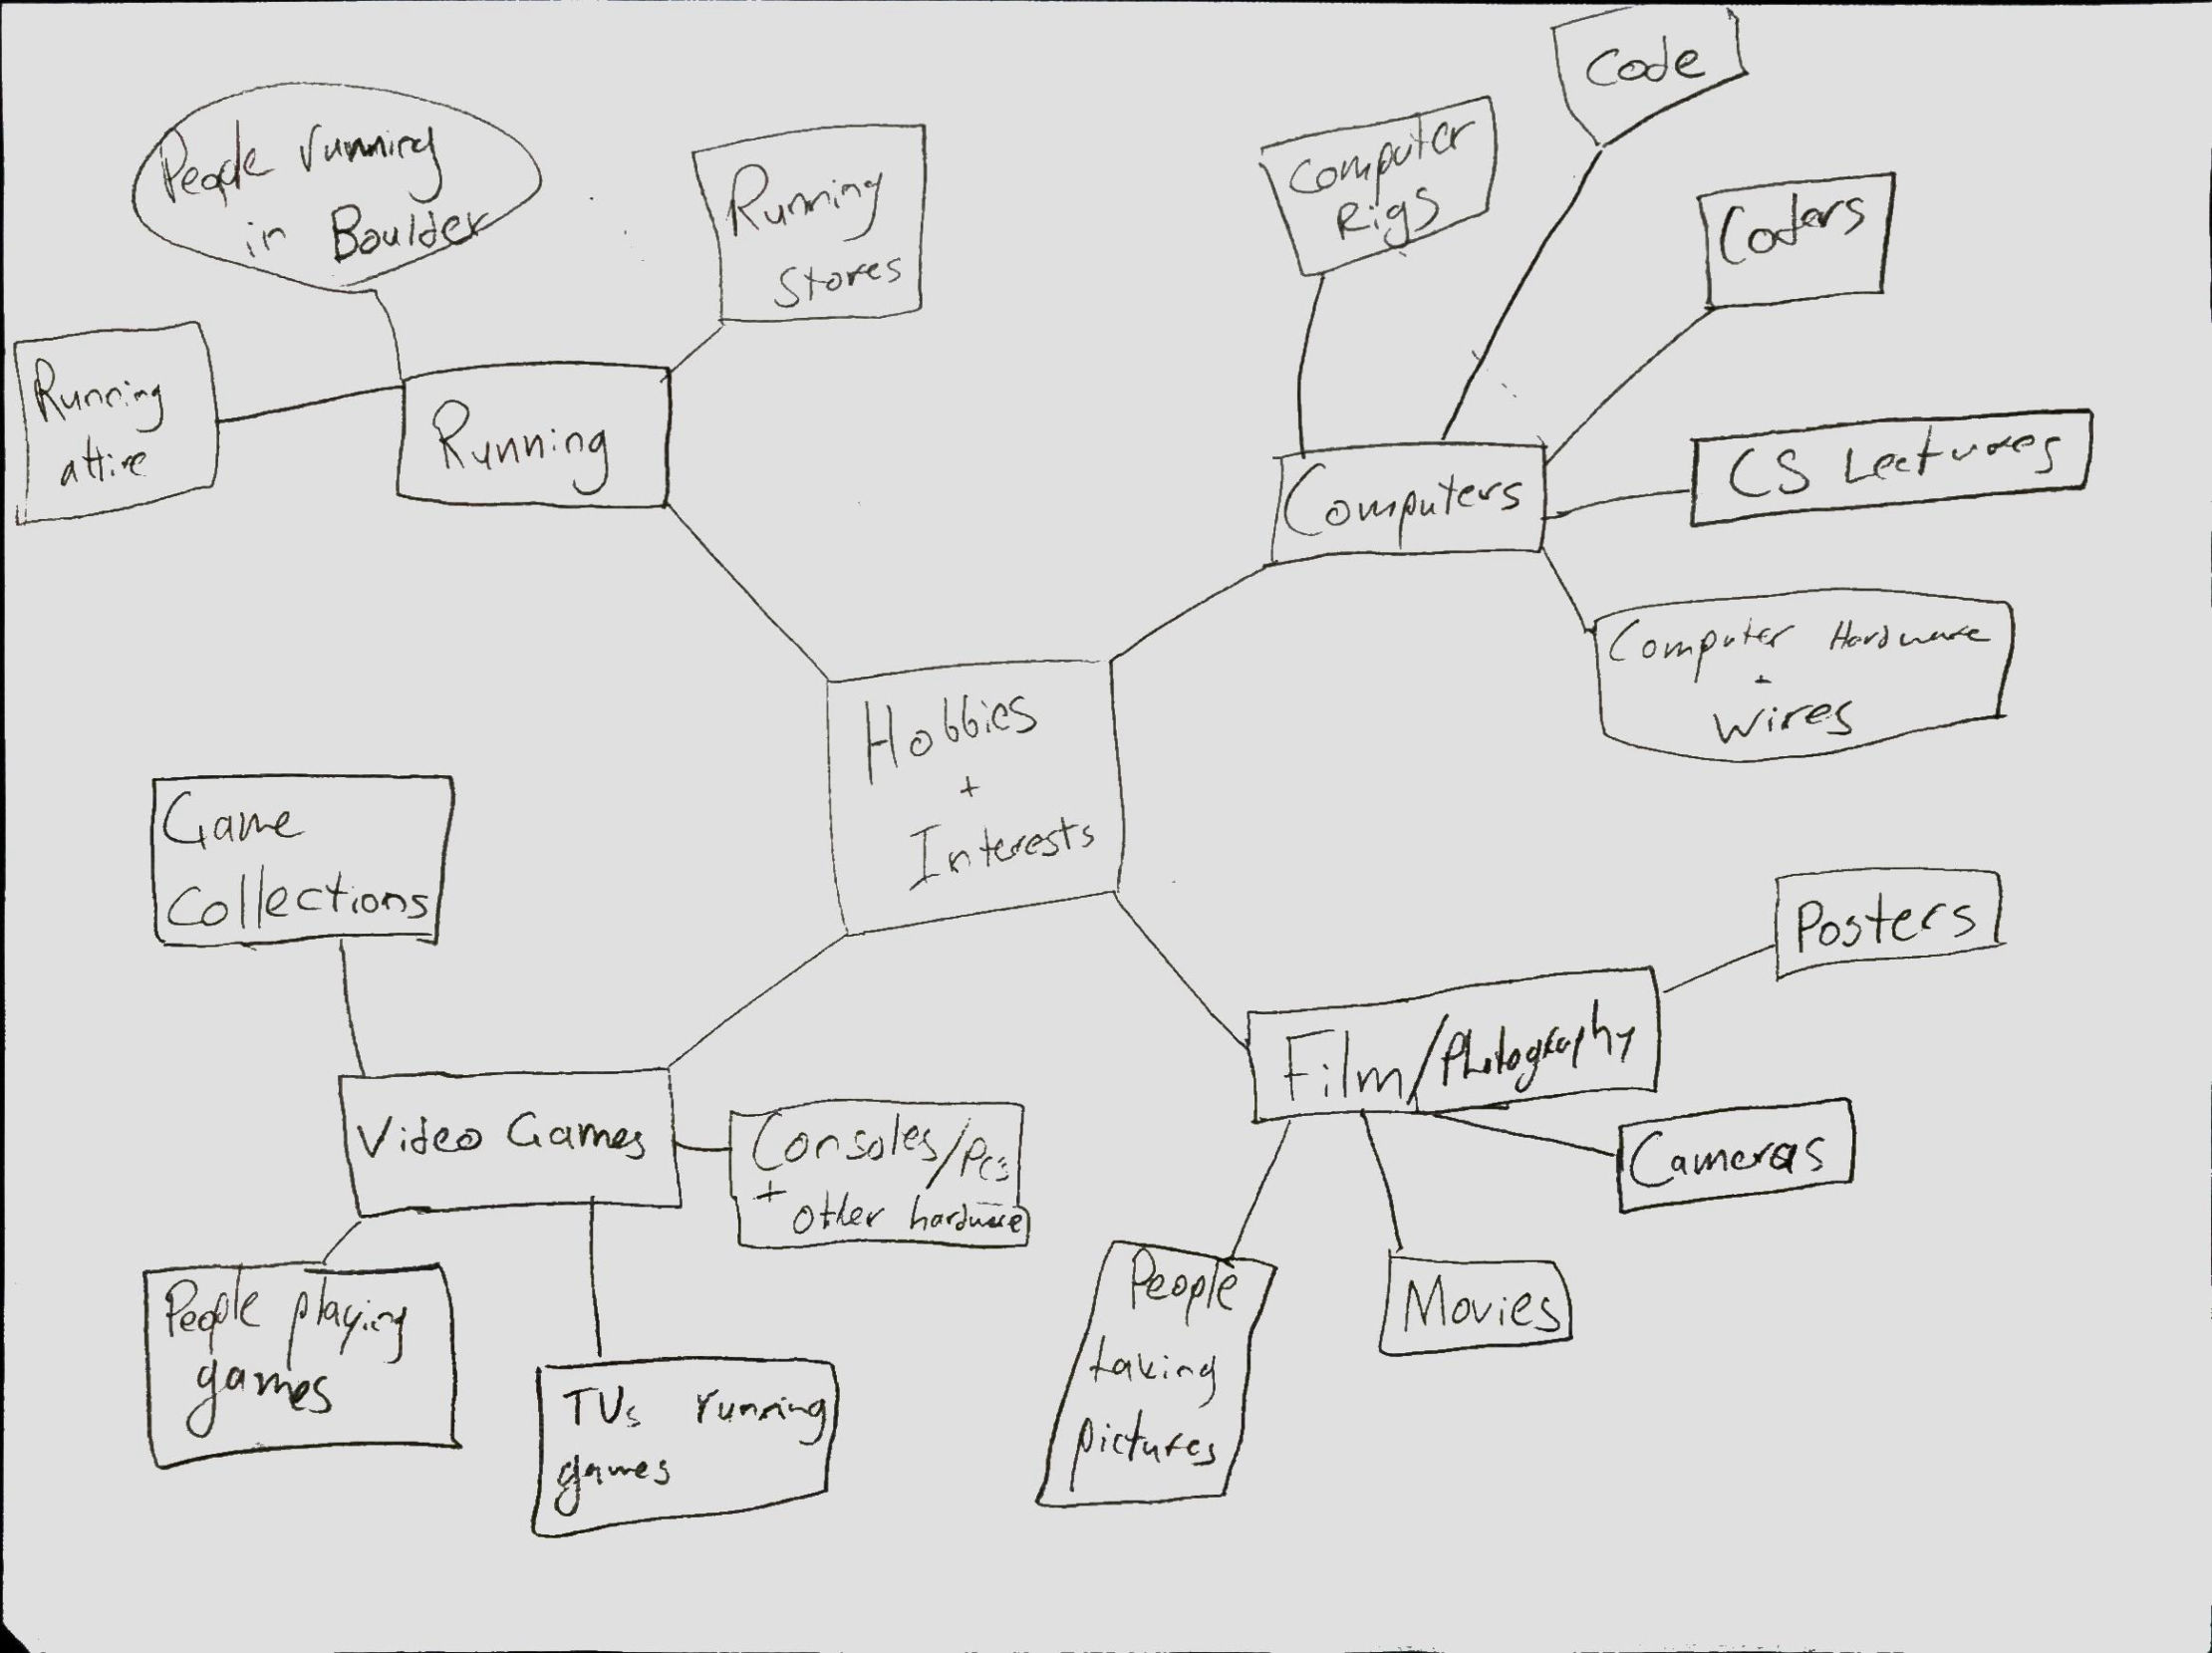 People running
in Boulder
Running
Stores
Running
attire
Running
Computer
Rigs
Code
Coders
CS Lectures
Computers
Computer Hardware
+
Wires
Hobbies
+
Interests
Game
Collections
Video Games
Consoles/PCs
+ other hardware
People playing
games
TVs running
games
Film/Photography
Posters
Cameras
Movies
People
taking
pictures